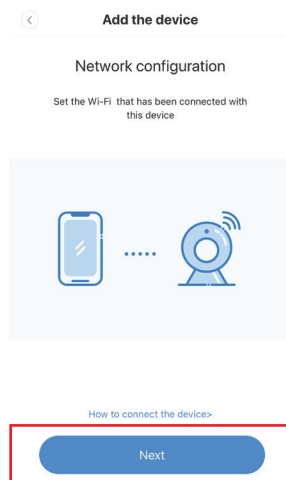 Add the device
Network configuration
Set the Wi-Fi that has been connected with
this device
How to connect the device>
Next